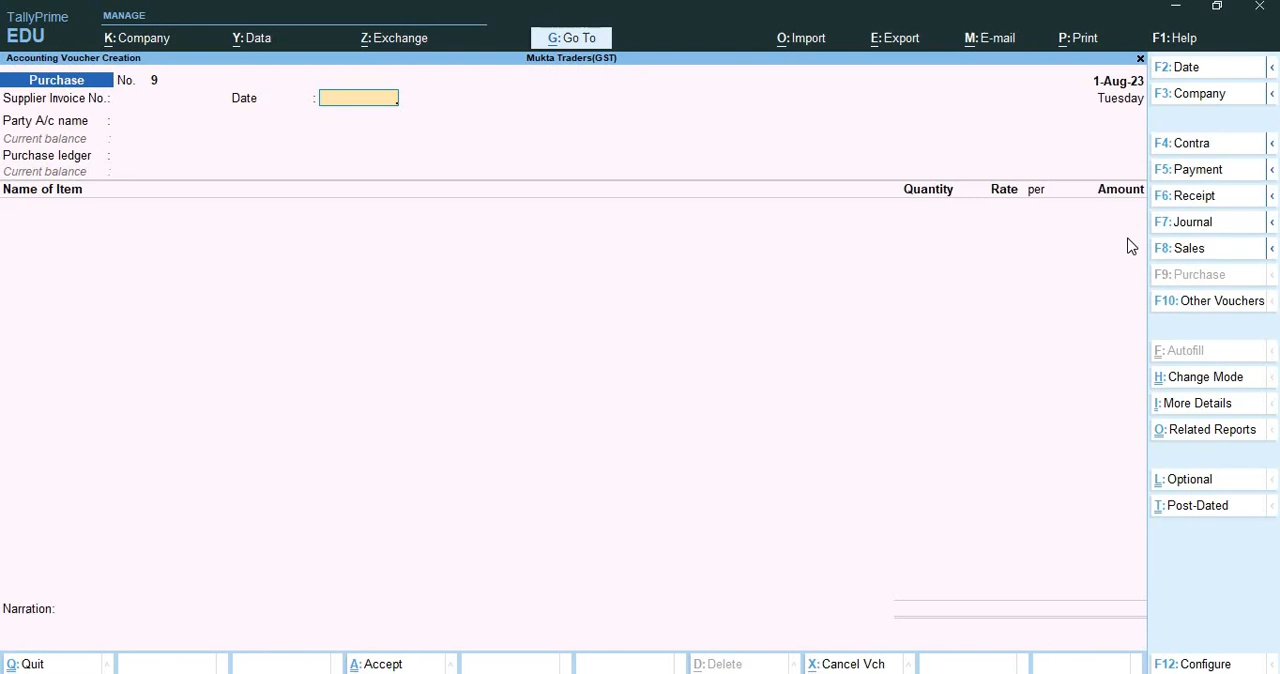 TallyPrime
EDU
MANAGE
K: Company
Y: Data
Z: Exchange
G: Go To
O: Import
E: Export
M: E-mail
P: Print
F1: Help
Accounting Voucher Creation
Mukta Traders(GST)
Purchase No. 9
1-Aug-23
Supplier Invoice No.: Date :
Tuesday
Party A/c name :
Current balance :
Purchase ledger :
Current balance :
Name of Item Quantity Rate per Amount
Narration:
F2: Date
F3: Company
F4: Contra
F5: Payment
F6: Receipt
F7: Journal
F8: Sales
F9: Purchase
F10: Other Vouchers
F: Autofill
H: Change Mode
I: More Details
O: Related Reports
L: Optional
T: Post-Dated
Q: Quit
A: Accept
D: Delete
X: Cancel Vch
F12: Configure